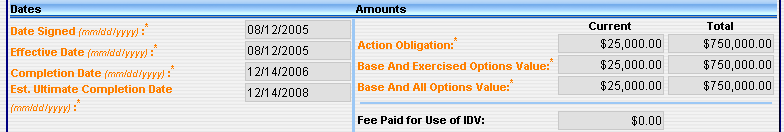 Dates
Amounts
Current Total
Date Signed (mm/dd/yyyy) :* 08/12/2005
Effective Date (mm/dd/yyyy) :* 08/12/2005
Completion Date (mm/dd/yyyy) :* 12/14/2006
Est. Ultimate Completion Date
(mm/dd/yyyy) :* 12/14/2008
Action Obligation:* $25,000.00 $750,000.00
Base And Exercised Options Value:* $25,000.00 $750,000.00
Base And All Options Value:* $25,000.00 $750,000.00
Fee Paid for Use of IDV: $0.00